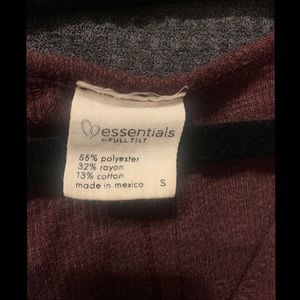 essentials
BY FULL TILT
55% polyester
32% rayon
13% cotton
made in mexico S